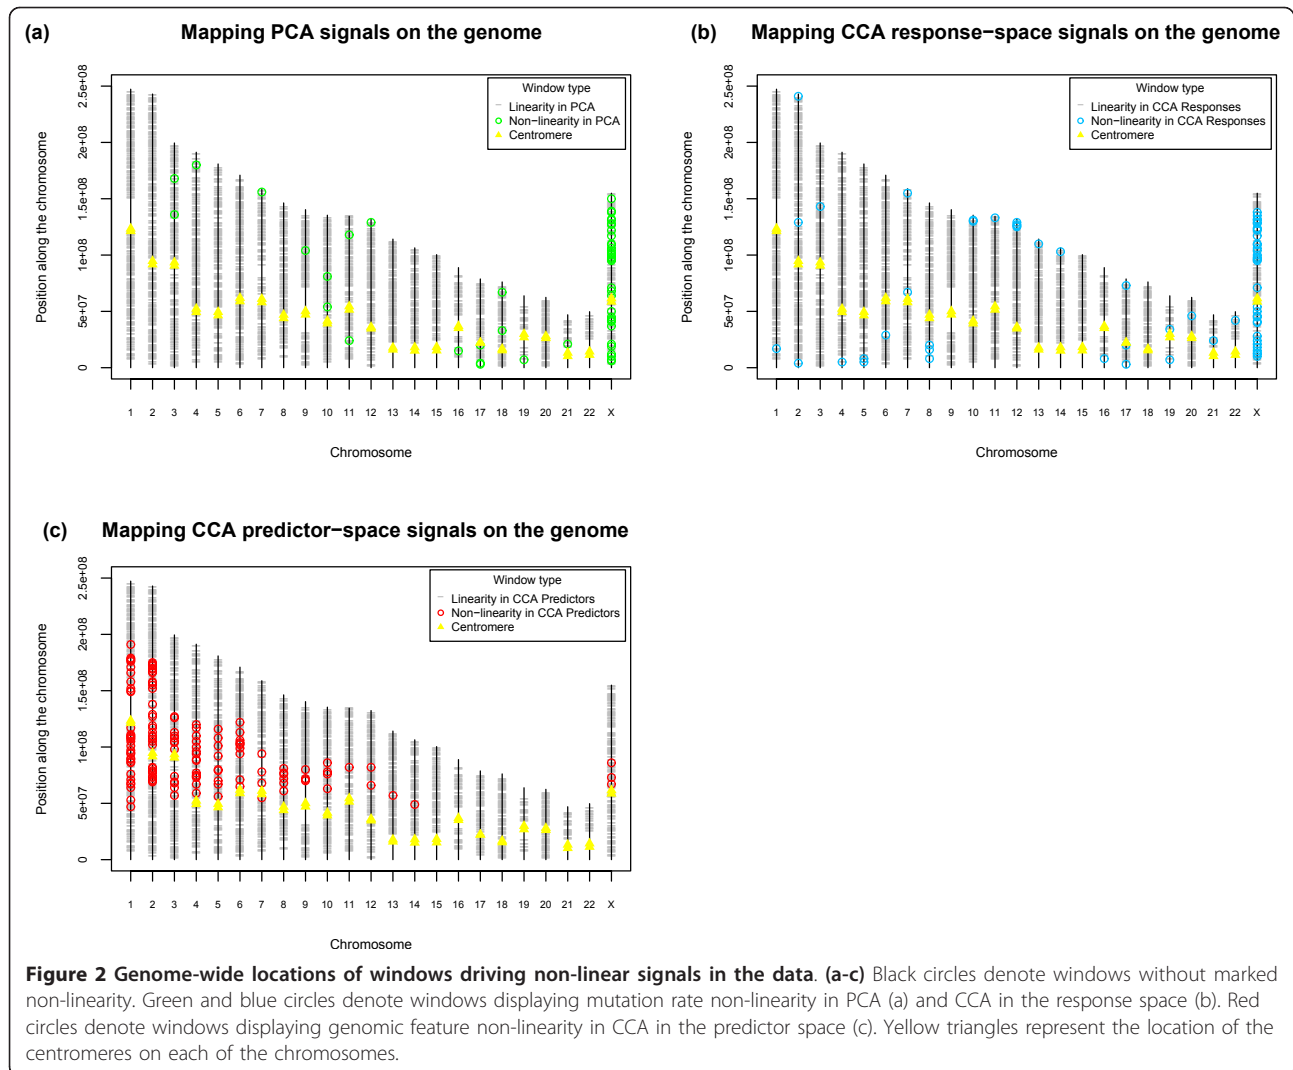 (a) Mapping PCA signals on the genome
Window type
Linearity in PCA
Non−linearity in PCA
Centromere
Position along the chromosome
0 5e+07 1e+08 1.5e+08 2e+08 2.5e+08
1 2 3 4 5 6 7 8 9 10 11 12 13 14 15 16 17 18 19 20 21 22 X
Chromosome
(b) Mapping CCA response−space signals on the genome
Window type
Linearity in CCA Responses
Non−linearity in CCA Responses
Centromere
Position along the chromosome
0 5e+07 1e+08 1.5e+08 2e+08 2.5e+08
1 2 3 4 5 6 7 8 9 10 11 12 13 14 15 16 17 18 19 20 21 22 X
Chromosome
(c) Mapping CCA predictor−space signals on the genome
Window type
Linearity in CCA Predictors
Non−linearity in CCA Predictors
Centromere
Position along the chromosome
0 5e+07 1e+08 1.5e+08 2e+08 2.5e+08
1 2 3 4 5 6 7 8 9 10 11 12 13 14 15 16 17 18 19 20 21 22 X
Chromosome
Figure 2 Genome-wide locations of windows driving non-linear signals in the data. (a-c) Black circles denote windows without marked
non-linearity. Green and blue circles denote windows displaying mutation rate non-linearity in PCA (a) and CCA in the response space (b). Red
circles denote windows displaying genomic feature non-linearity in CCA in the predictor space (c). Yellow triangles represent the location of the
centromeres on each of the chromosomes.